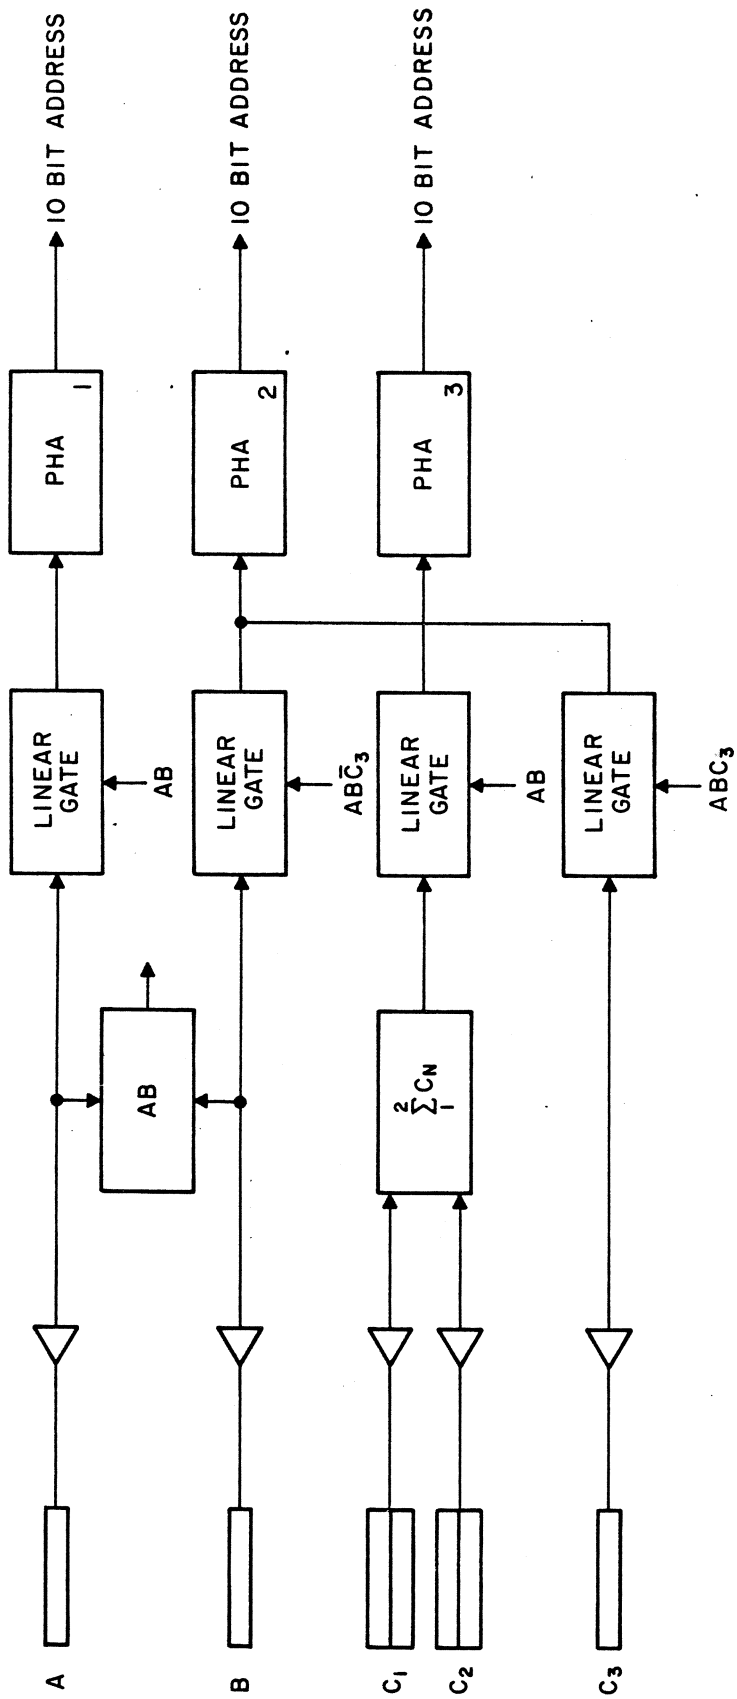 A
AB
LINEAR
GATE
AB
PHA
1
10 BIT ADDRESS
B
LINEAR
GATE
ABC̄₃
PHA
2
10 BIT ADDRESS
C₁
C₂
2
Σ Cɴ
1
LINEAR
GATE
AB
PHA
3
10 BIT ADDRESS
C₃
LINEAR
GATE
ABC₃